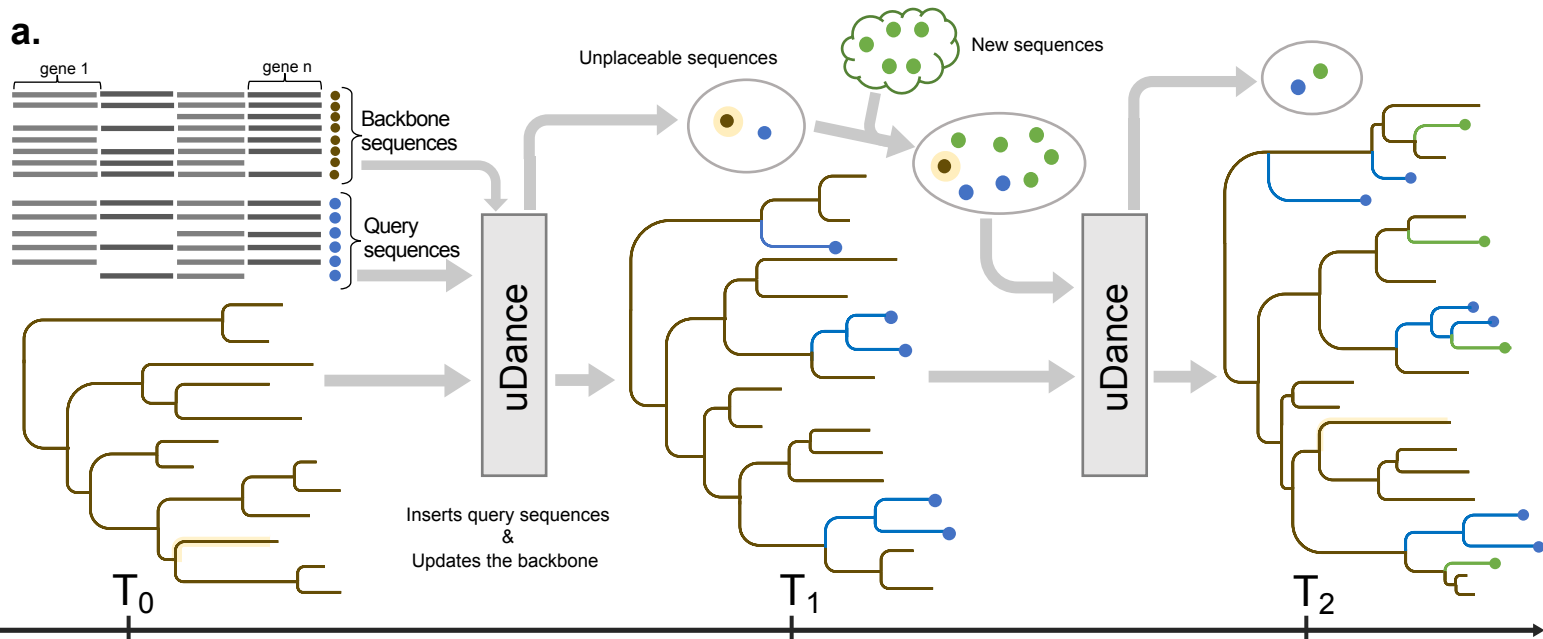 a.
gene 1
gene n
Backbone
sequences
Query
sequences
Unplaceable sequences
New sequences
uDance
uDance
Inserts query sequences
&
Updates the backbone
T0
T1
T2